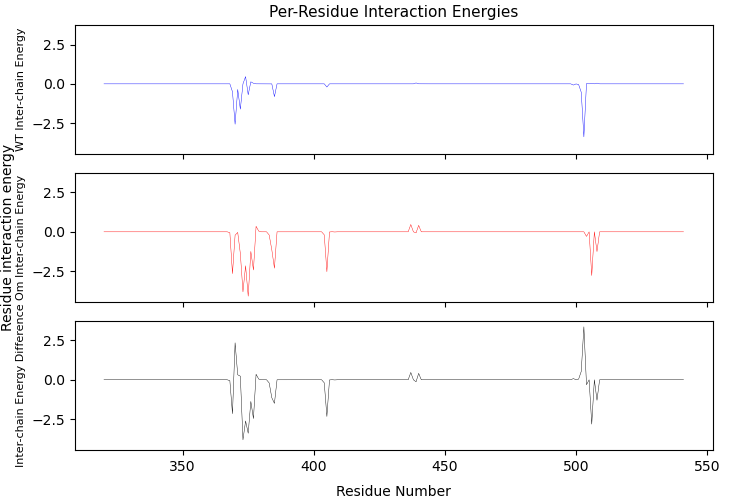 Per-Residue Interaction Energies
Residue interaction energy
WT Inter-chain Energy
2.5
0.0
−2.5
Om Inter-chain Energy
2.5
0.0
−2.5
Inter-chain Energy Difference
2.5
0.0
−2.5
350
400
450
500
550
Residue Number